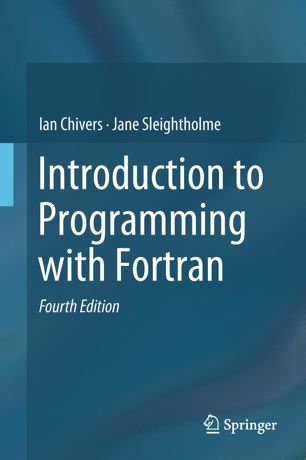 Ian Chivers · Jane Sleightholme
Introduction to
Programming
with Fortran
Fourth Edition
Springer